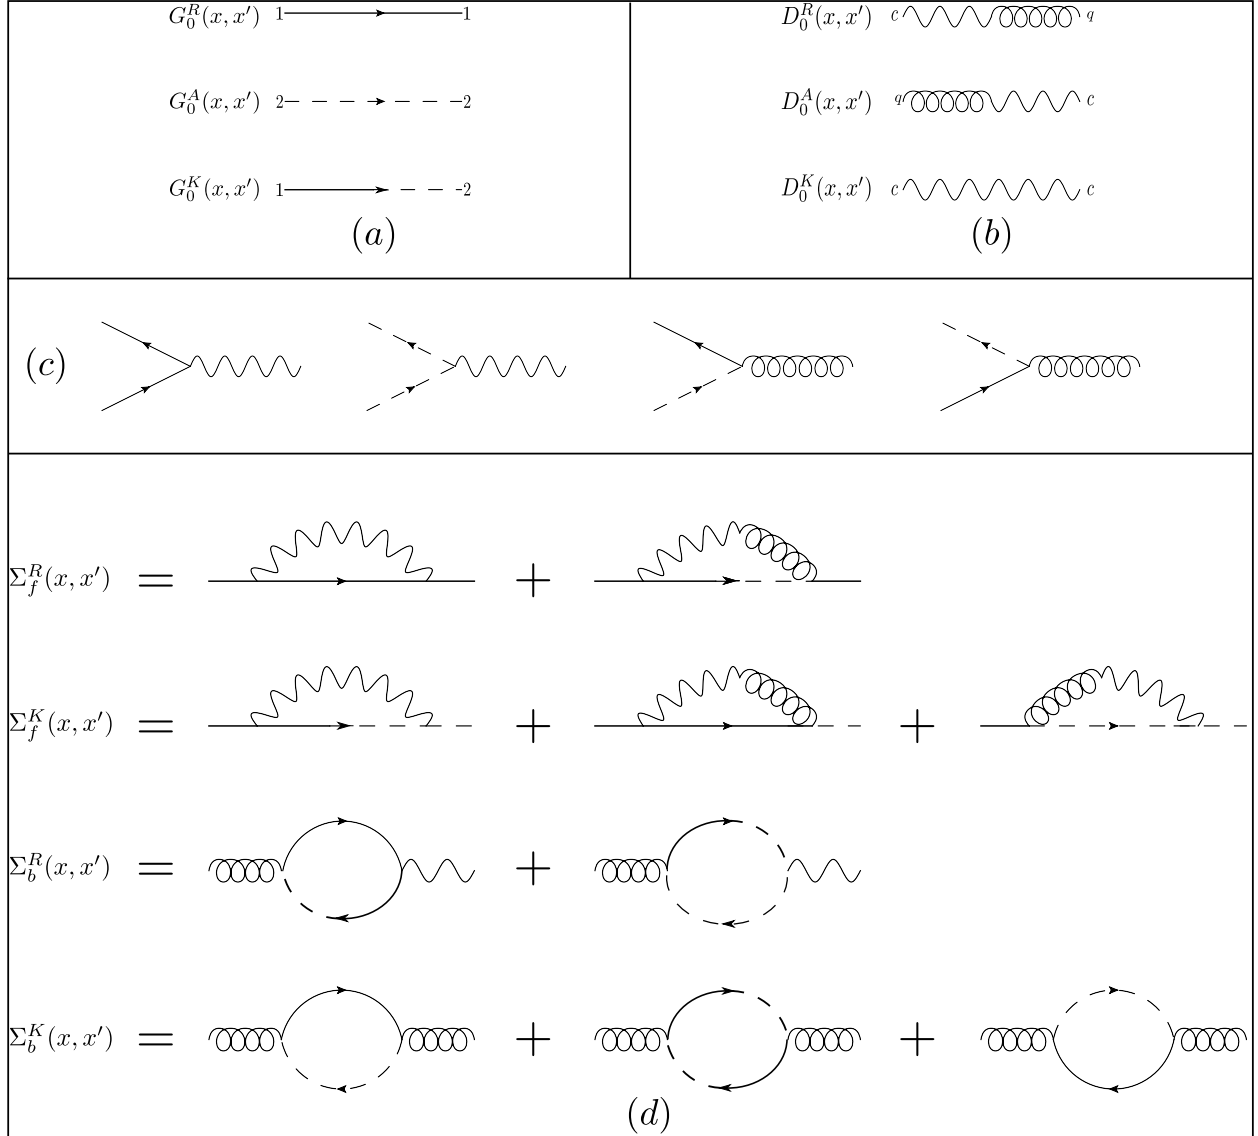 G_0^R(x, x′) 1 1
G_0^A(x, x′) 2 2
G_0^K(x, x′) 1 2
(a)
D_0^R(x, x′) c q
D_0^A(x, x′) q c
D_0^K(x, x′) c c
(b)
(c)
Σ_f^R(x, x′) = +
Σ_f^K(x, x′) = + +
Σ_b^R(x, x′) = +
Σ_b^K(x, x′) = + +
(d)